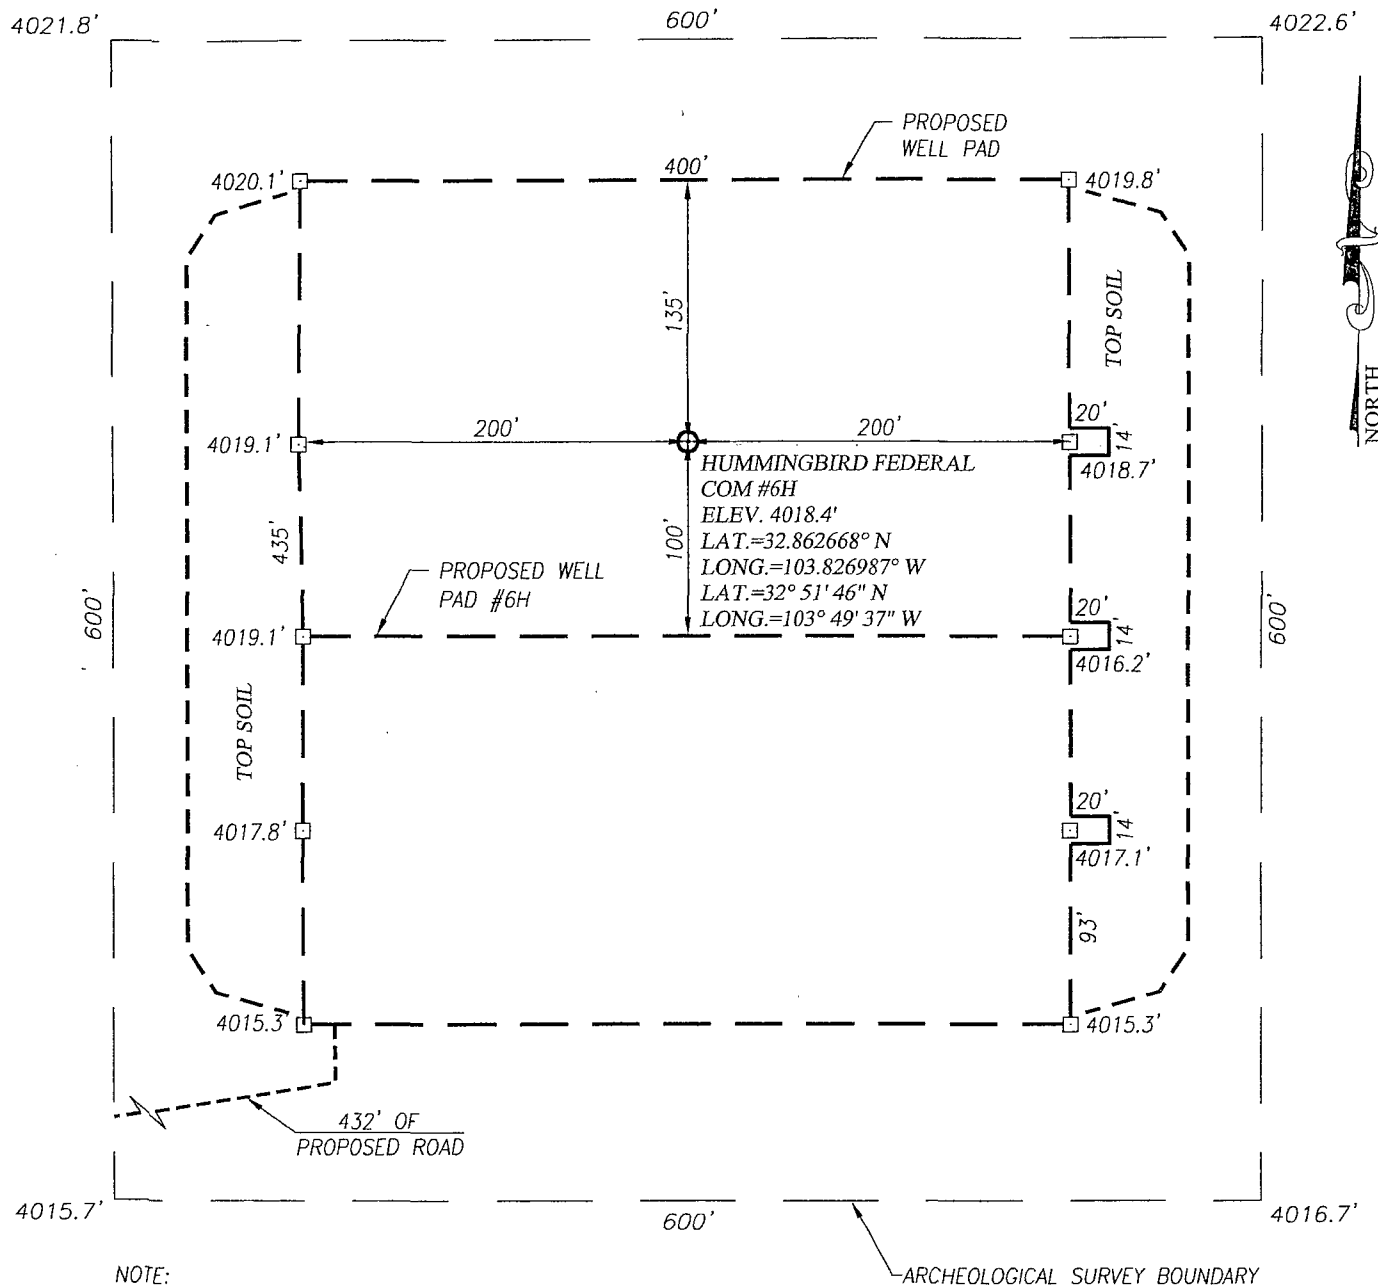 4021.8'
600'
4022.6'
PROPOSED
WELL PAD
4020.1'
400'
4019.8'
135'
TOP SOIL
NORTH
4019.1'
200'
200'
20'
14'
4018.7'
HUMMINGBIRD FEDERAL
COM #6H
ELEV. 4018.4'
LAT.=32.862668° N
LONG.=103.826987° W
LAT.=32° 51' 46" N
LONG.=103° 49' 37" W
435'
100'
PROPOSED WELL
PAD #6H
600'
600'
4019.1'
20'
14'
4016.2'
TOP SOIL
4017.8'
20'
14'
4017.1'
93'
4015.3'
4015.3'
432' OF
PROPOSED ROAD
4015.7'
600'
4016.7'
NOTE:
ARCHEOLOGICAL SURVEY BOUNDARY